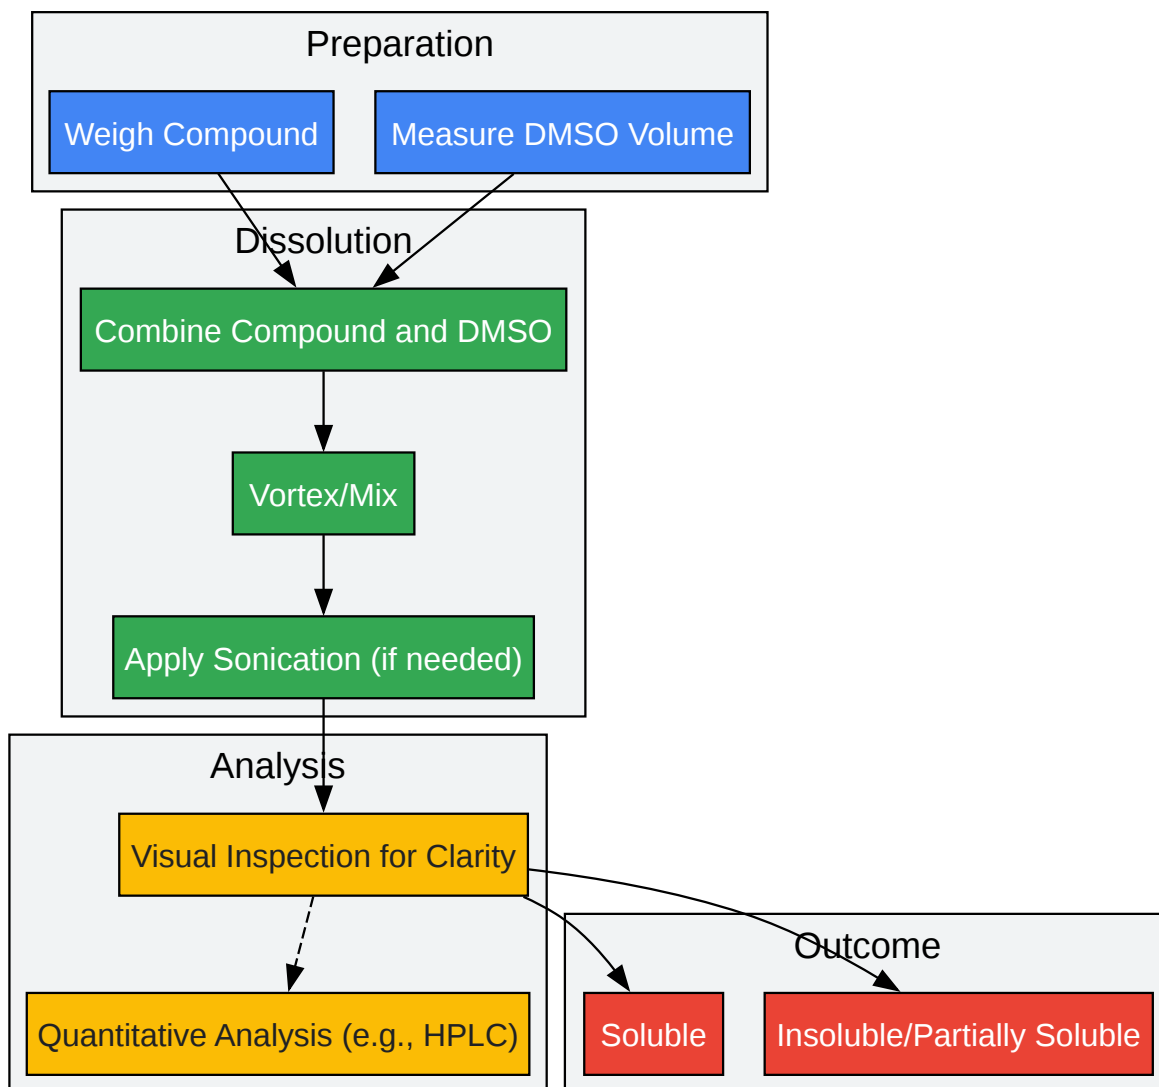 Preparation
Weigh Compound
Measure DMSO Volume
Dissolution
Combine Compound and DMSO
Vortex/Mix
Apply Sonication (if needed)
Analysis
Visual Inspection for Clarity
Quantitative Analysis (e.g., HPLC)
Outcome
Soluble
Insoluble/Partially Soluble